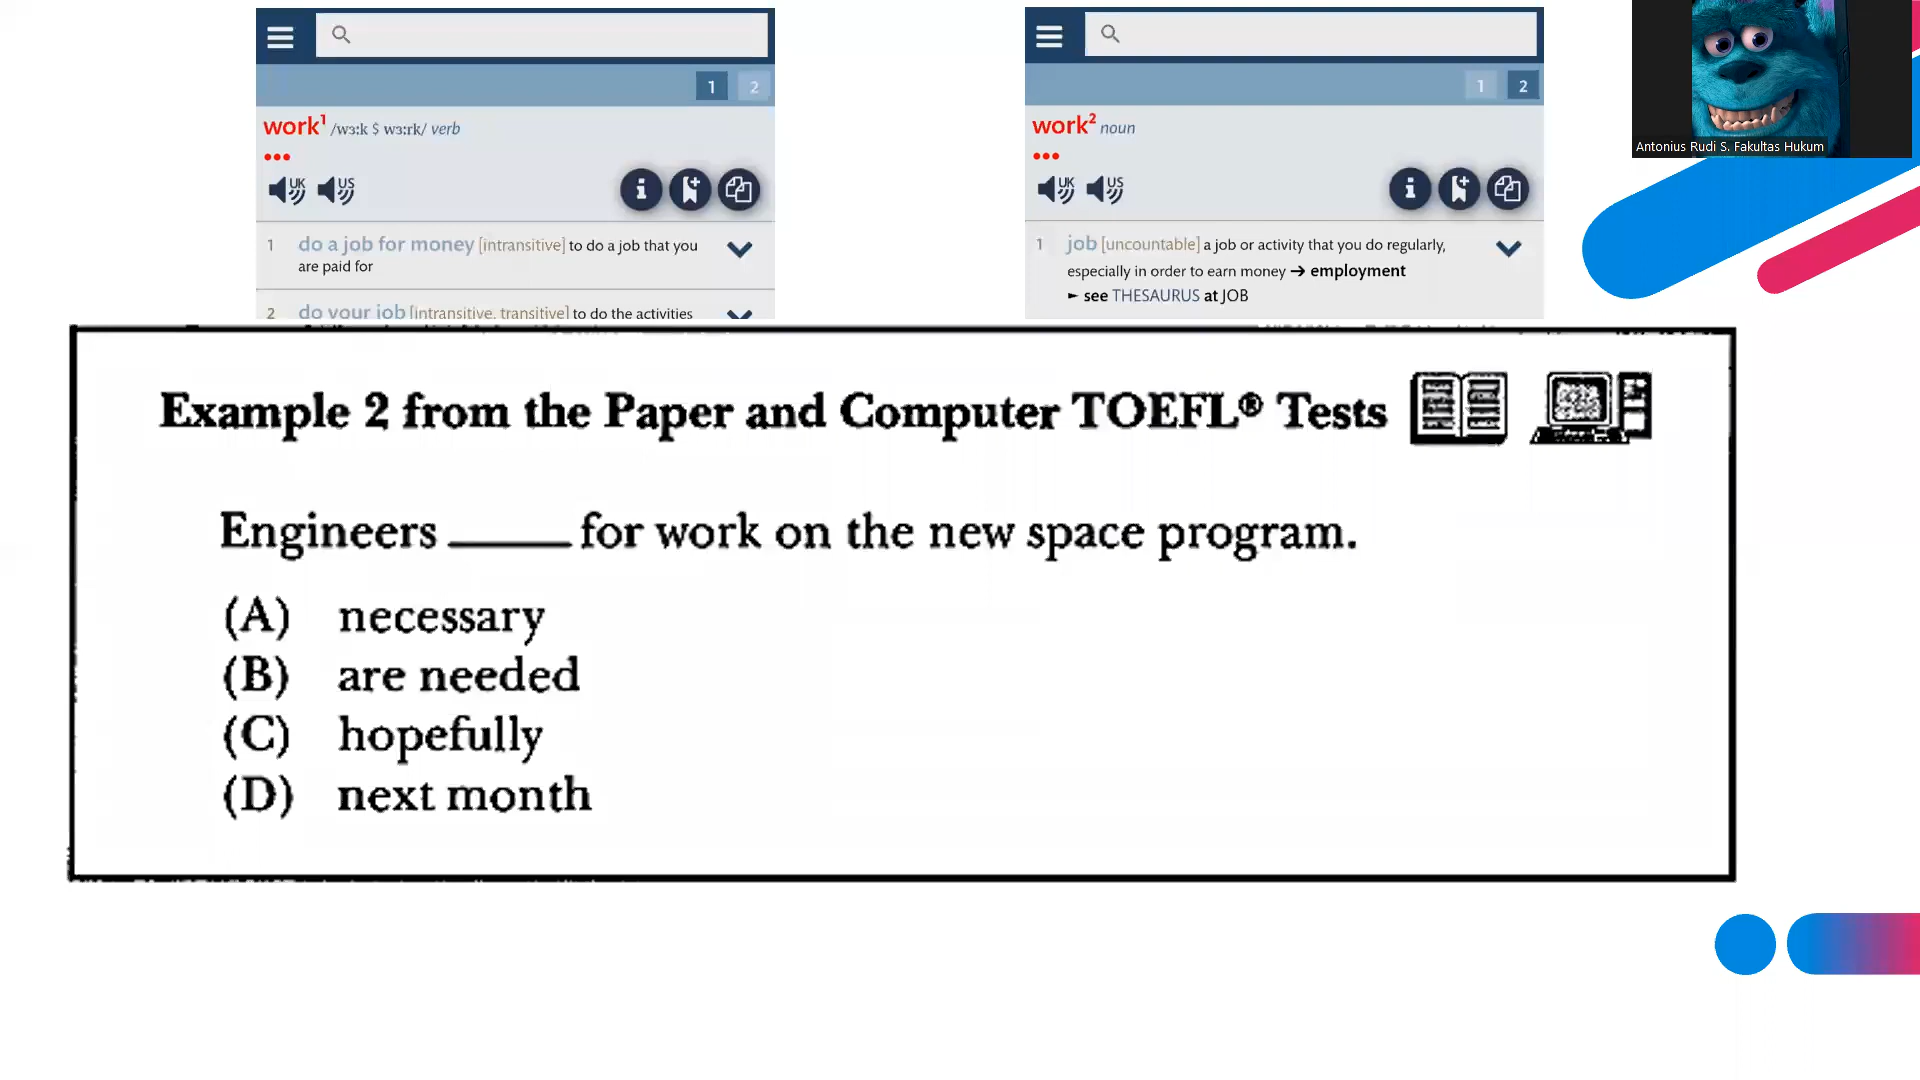 1 2
work¹ /wɜːk $ wɜːrk/ verb
UK US
1 do a job for money [intransitive] to do a job that you
are paid for
2 do your job [intransitive, transitive] to do the activities
1 2
work² noun
UK US
1 job [uncountable] a job or activity that you do regularly,
especially in order to earn money → employment
► see THESAURUS at JOB
Antonius Rudi S. Fakultas Hukum
Example 2 from the Paper and Computer TOEFL® Tests
Engineers _____ for work on the new space program.
(A) necessary
(B) are needed
(C) hopefully
(D) next month